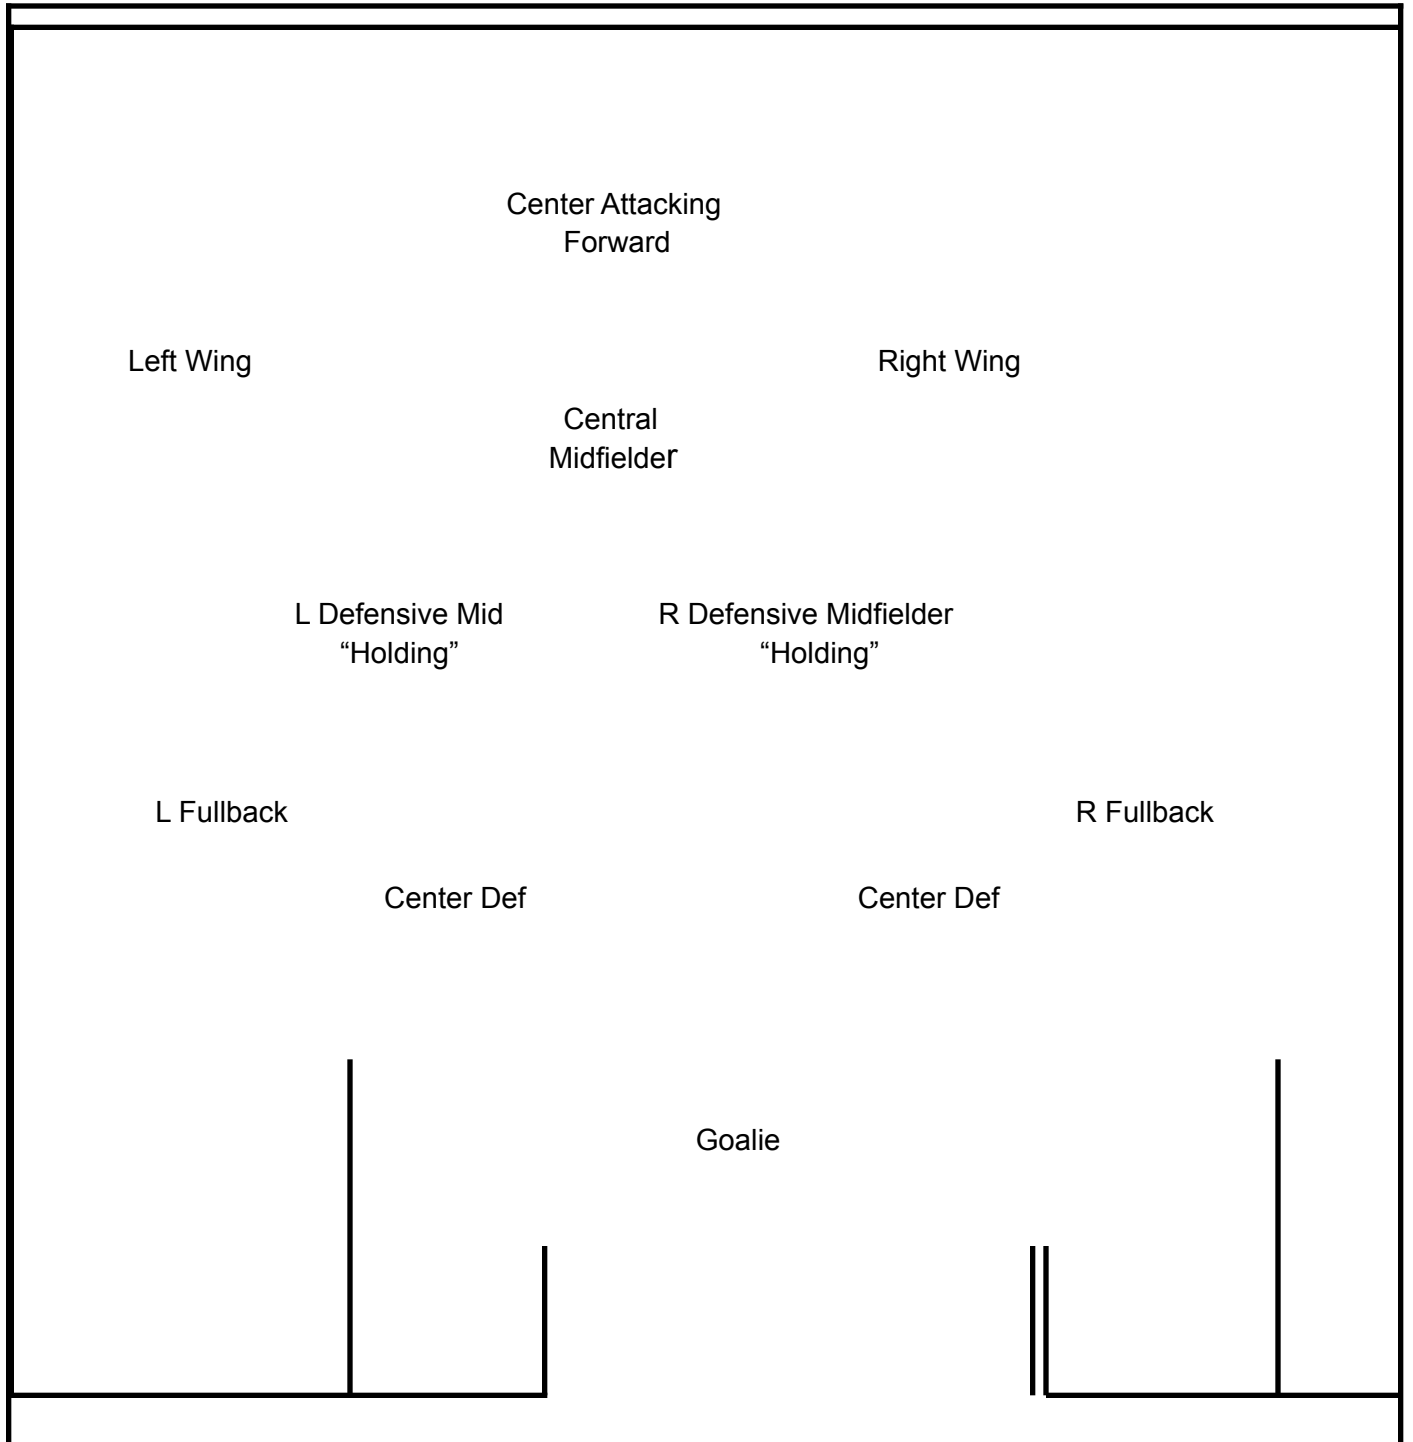 Center Attacking
Forward
Left Wing
Right Wing
Central
Midfielder
L Defensive Mid
“Holding”
R Defensive Midfielder
“Holding”
L Fullback
R Fullback
Center Def
Center Def
Goalie